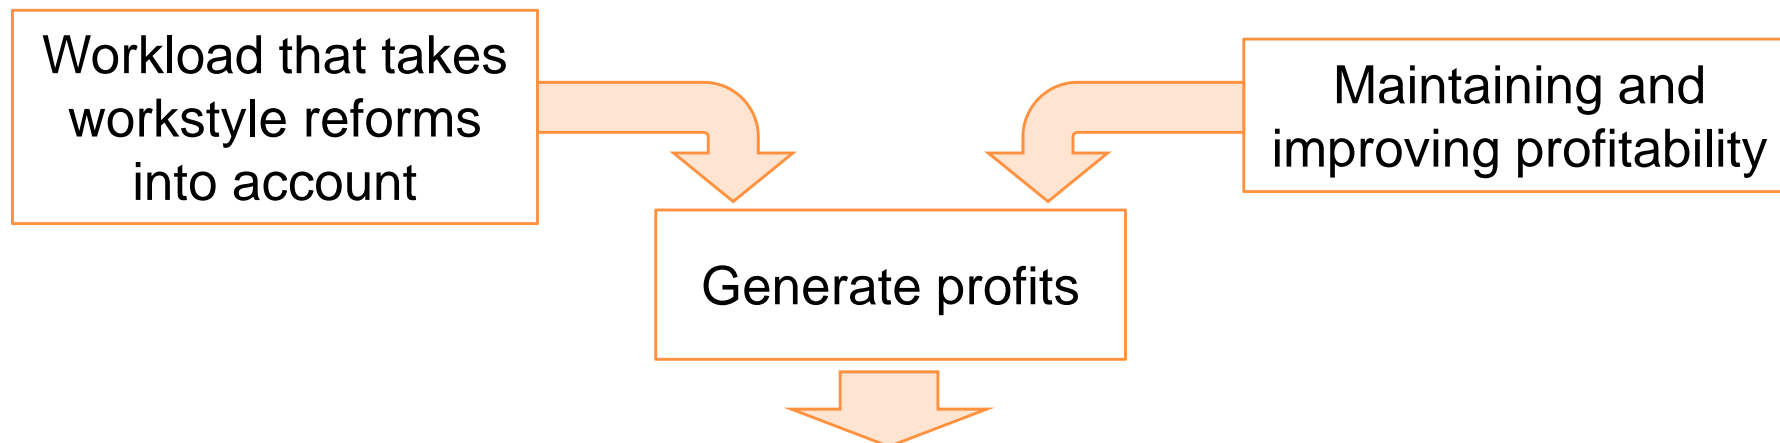 Workload that takes
workstyle reforms
into account
Maintaining and
improving profitability
Generate profits